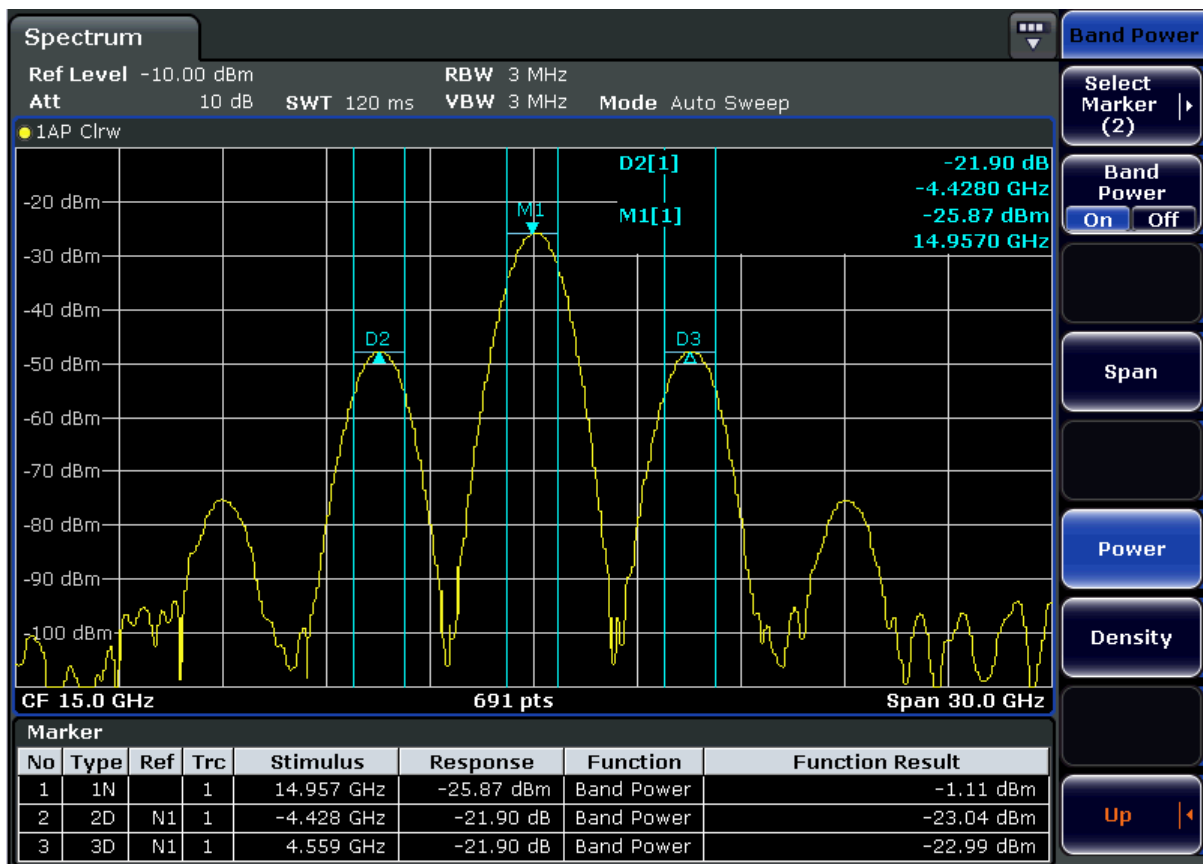 Spectrum
Ref Level -10.00 dBm RBW 3 MHz
Att 10 dB SWT 120 ms VBW 3 MHz Mode Auto Sweep
1AP Clrw
D2[1] -21.90 dB
-4.4280 GHz
M1[1] -25.87 dBm
14.9570 GHz
M1
D2
D3
-20 dBm
-30 dBm
-40 dBm
-50 dBm
-60 dBm
-70 dBm
-80 dBm
-90 dBm
-100 dBm
CF 15.0 GHz 691 pts Span 30.0 GHz
Marker
No Type Ref Trc Stimulus Response Function Function Result
1 1N 1 14.957 GHz -25.87 dBm Band Power -1.11 dBm
2 2D N1 1 -4.428 GHz -21.90 dB Band Power -23.04 dBm
3 3D N1 1 4.559 GHz -21.90 dB Band Power -22.99 dBm
Band Power
Select
Marker
(2)
Band
Power
On Off
Span
Power
Density
Up